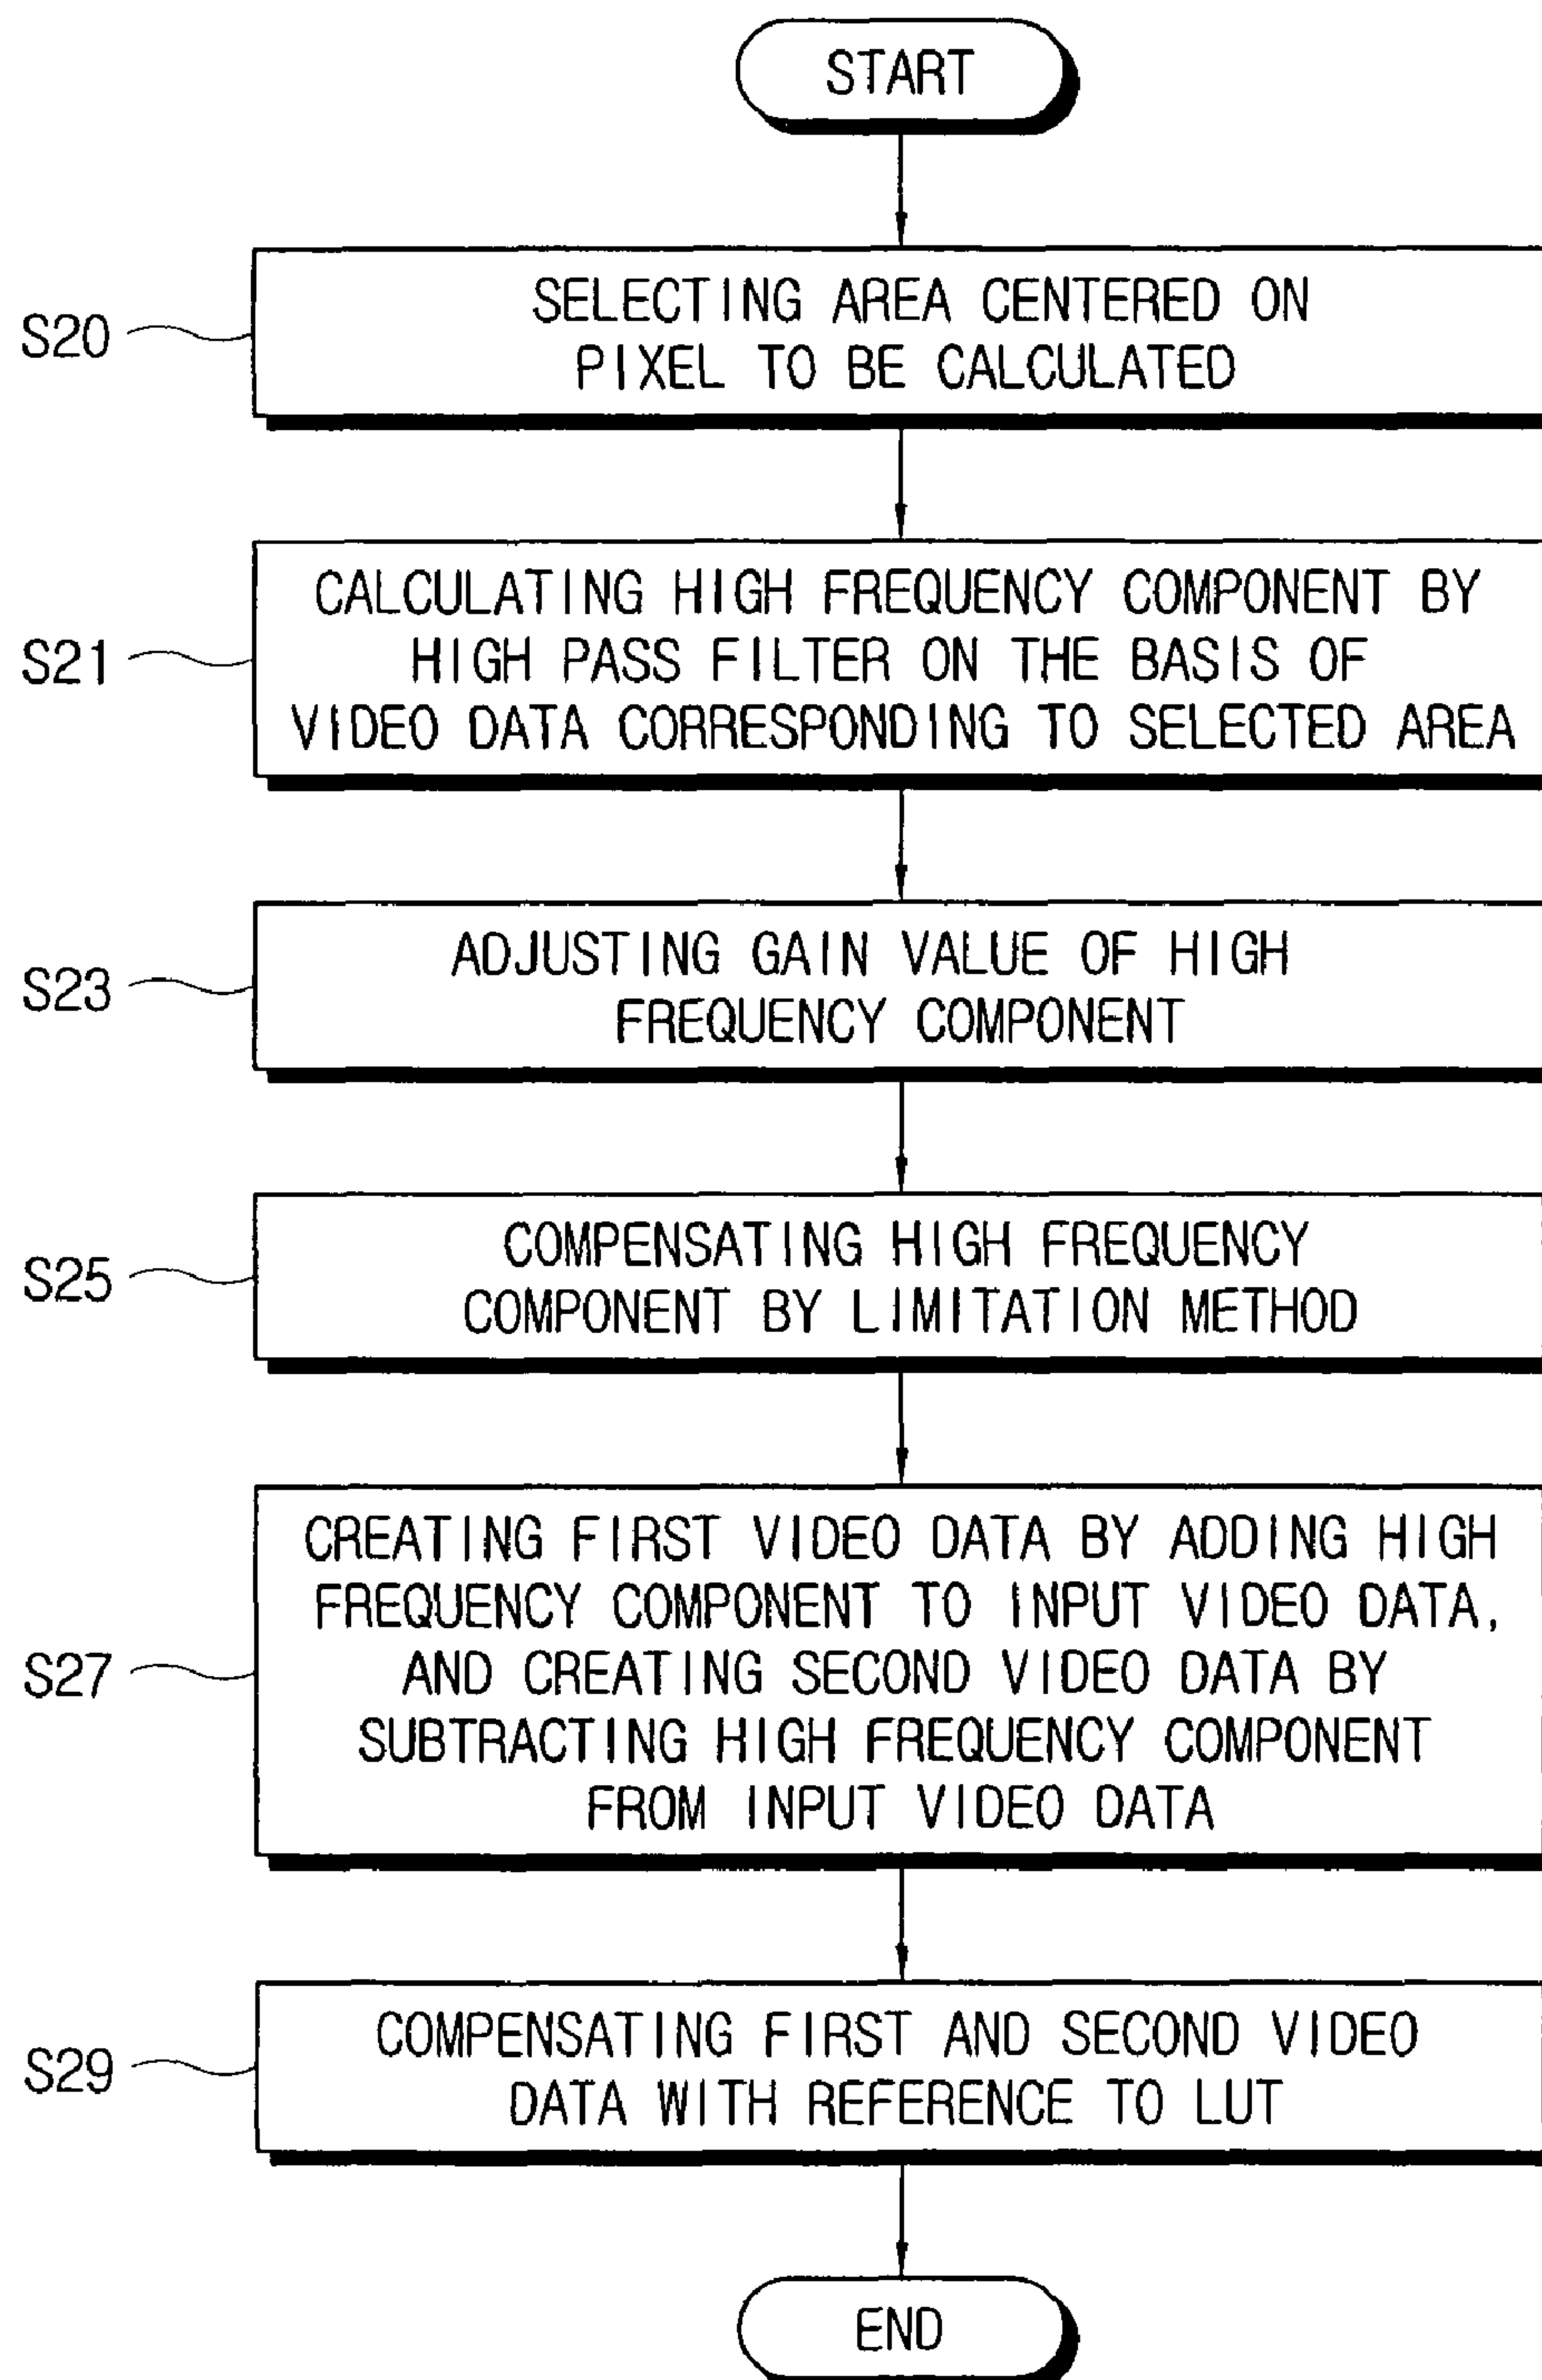 START
S20
SELECTING AREA CENTERED ON
PIXEL TO BE CALCULATED
S21
CALCULATING HIGH FREQUENCY COMPONENT BY
HIGH PASS FILTER ON THE BASIS OF
VIDEO DATA CORRESPONDING TO SELECTED AREA
S23
ADJUSTING GAIN VALUE OF HIGH
FREQUENCY COMPONENT
S25
COMPENSATING HIGH FREQUENCY
COMPONENT BY LIMITATION METHOD
S27
CREATING FIRST VIDEO DATA BY ADDING HIGH
FREQUENCY COMPONENT TO INPUT VIDEO DATA,
AND CREATING SECOND VIDEO DATA BY
SUBTRACTING HIGH FREQUENCY COMPONENT
FROM INPUT VIDEO DATA
S29
COMPENSATING FIRST AND SECOND VIDEO
DATA WITH REFERENCE TO LUT
END